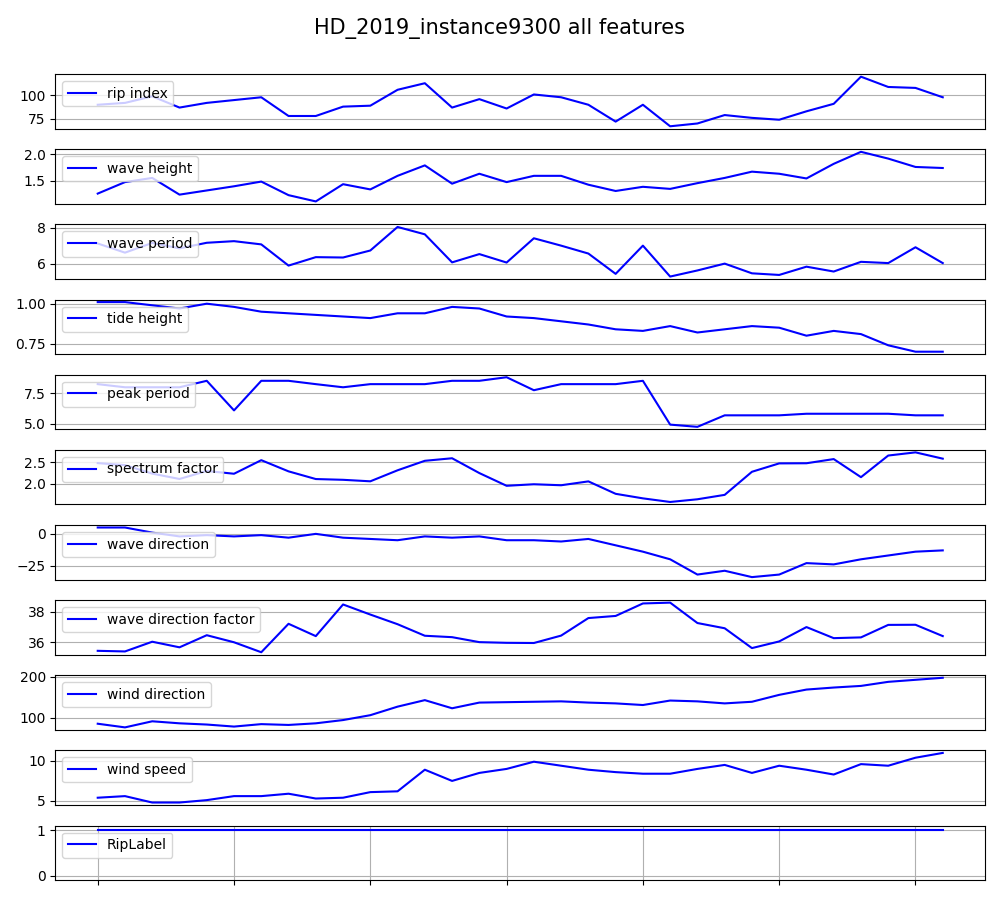 HD_2019_instance9300 all features
100
75
rip index
2.0
1.5
wave height
8
6
wave period
1.00
0.75
tide height
7.5
5.0
peak period
2.5
2.0
spectrum factor
0
−25
wave direction
38
36
wave direction factor
200
100
wind direction
10
5
wind speed
1
0
RipLabel